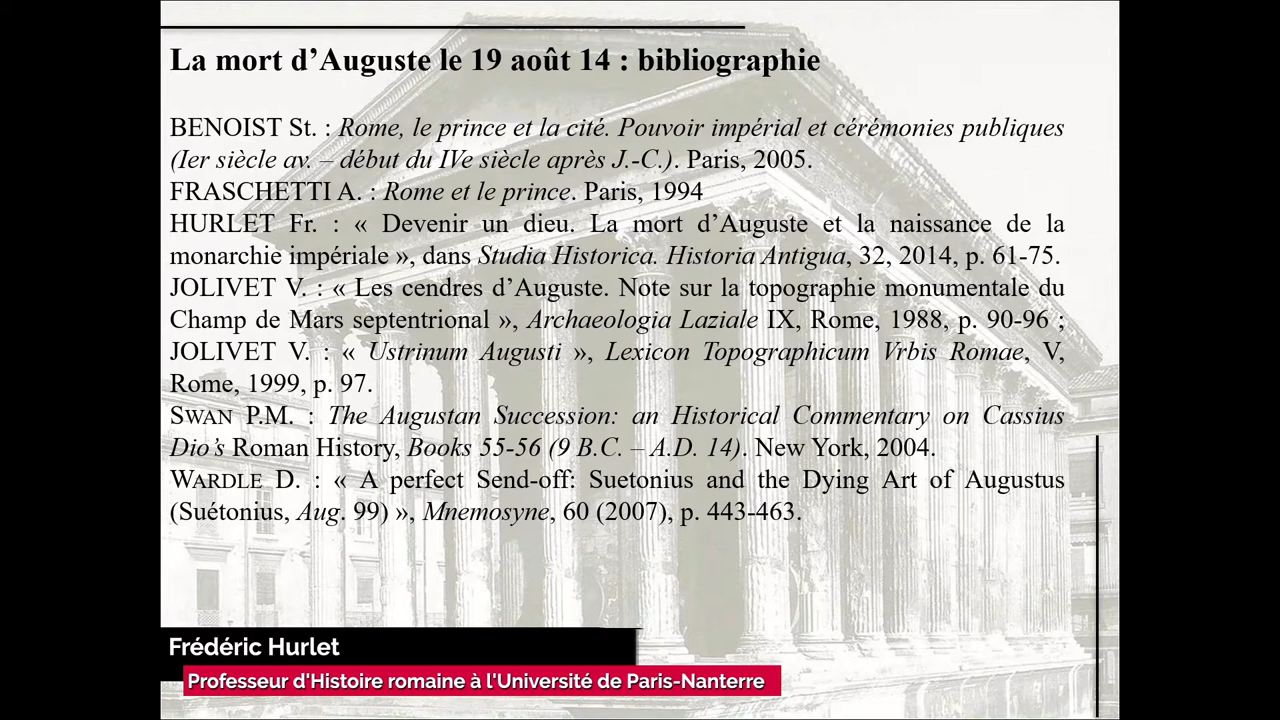 La mort d’Auguste le 19 août 14 : bibliographie
BENOIST St. : Rome, le prince et la cité. Pouvoir impérial et cérémonies publiques
(Ier siècle av. – début du IVe siècle après J.-C.). Paris, 2005.
FRASCHETTI A. : Rome et le prince. Paris, 1994
HURLET Fr. : « Devenir un dieu. La mort d’Auguste et la naissance de la
monarchie impériale », dans Studia Historica. Historia Antigua, 32, 2014, p. 61-75.
JOLIVET V. : « Les cendres d’Auguste. Note sur la topographie monumentale du
Champ de Mars septentrional », Archaeologia Laziale IX, Rome, 1988, p. 90-96 ;
JOLIVET V. : « Ustrinum Augusti », Lexicon Topographicum Vrbis Romae, V,
Rome, 1999, p. 97.
SWAN P.M. : The Augustan Succession: an Historical Commentary on Cassius
Dio’s Roman History, Books 55-56 (9 B.C. – A.D. 14). New York, 2004.
WARDLE D. : « A perfect Send-off: Suetonius and the Dying Art of Augustus
(Suétonius, Aug. 99) », Mnemosyne, 60 (2007), p. 443-463.
Frédéric Hurlet
Professeur d'Histoire romaine à l'Université de Paris-Nanterre